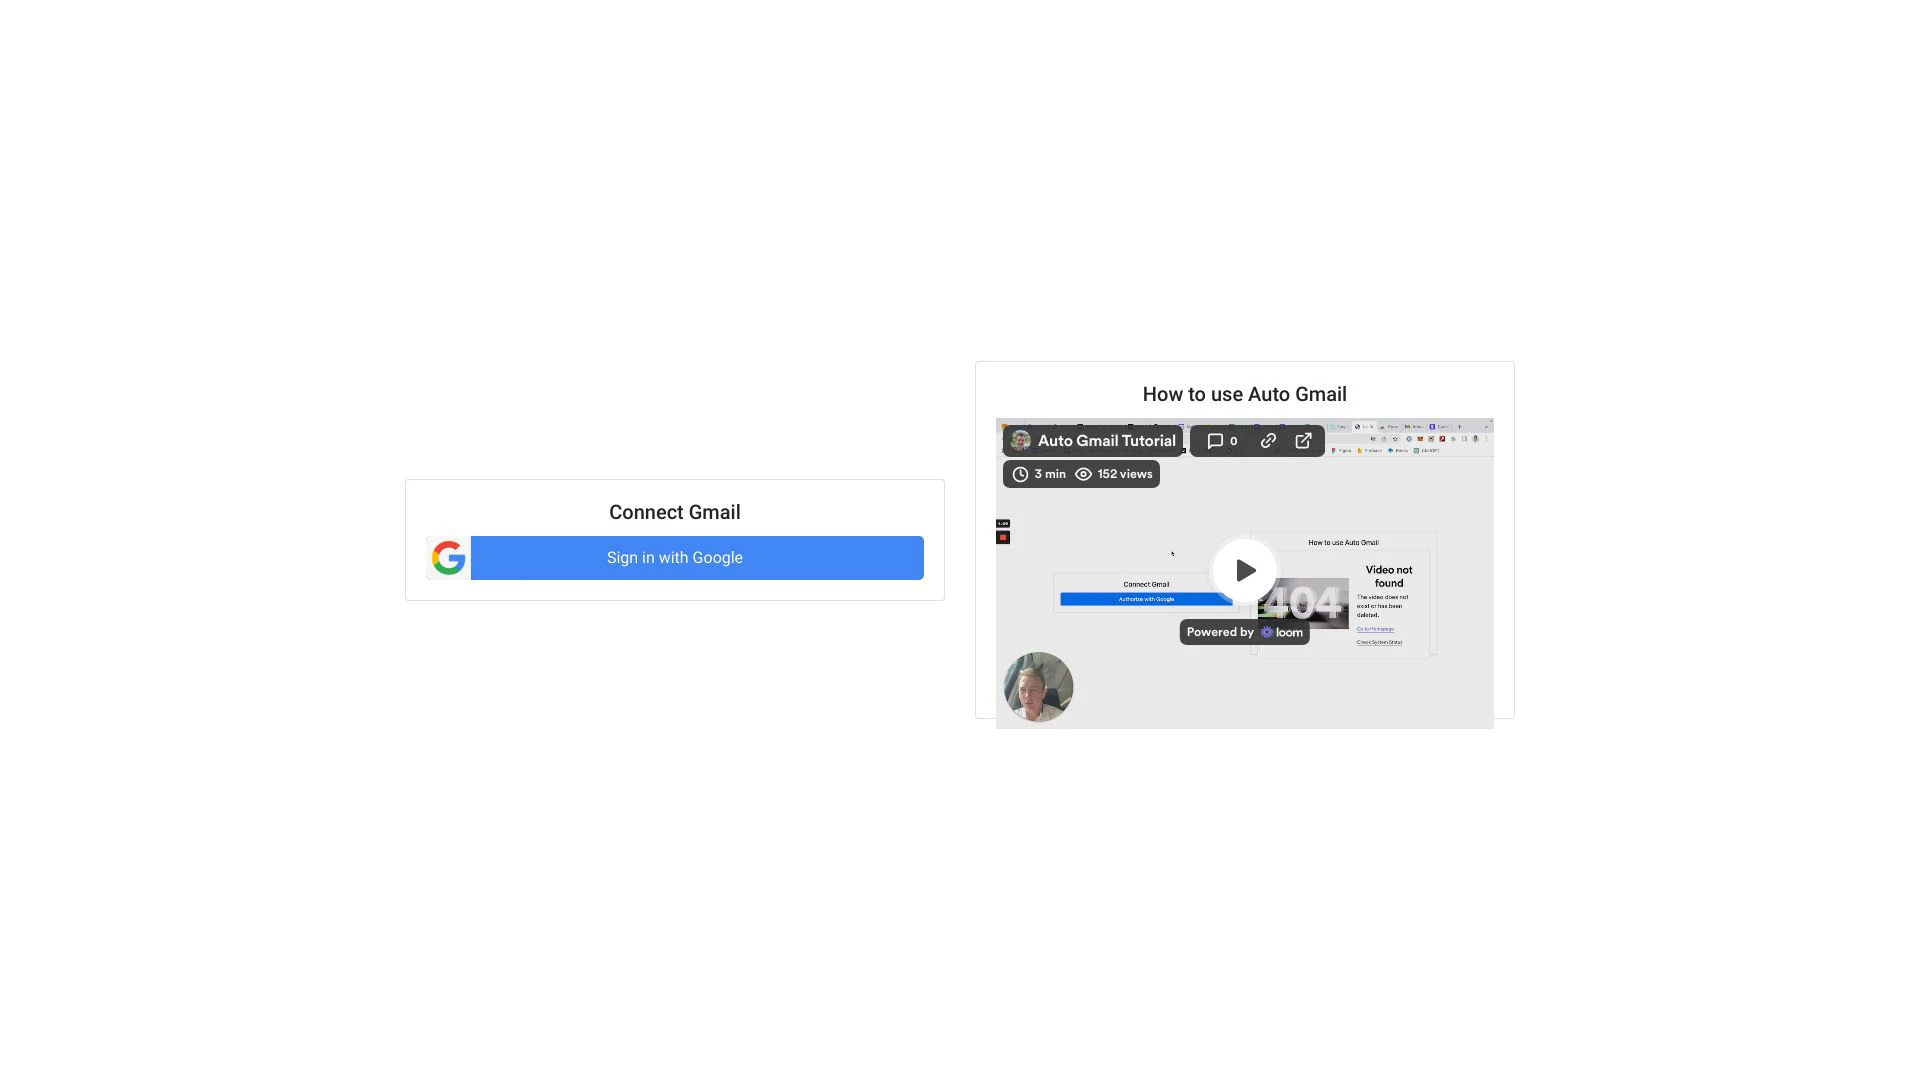 Connect Gmail
Sign in with Google
How to use Auto Gmail
Auto Gmail Tutorial
0
3 min
152 views
How to use Auto Gmail
Connect Gmail
Authorize with Google
404
Video not
found
The video does not
exist or has been
deleted.
Go to Homepage
Check System Status
Powered by loom